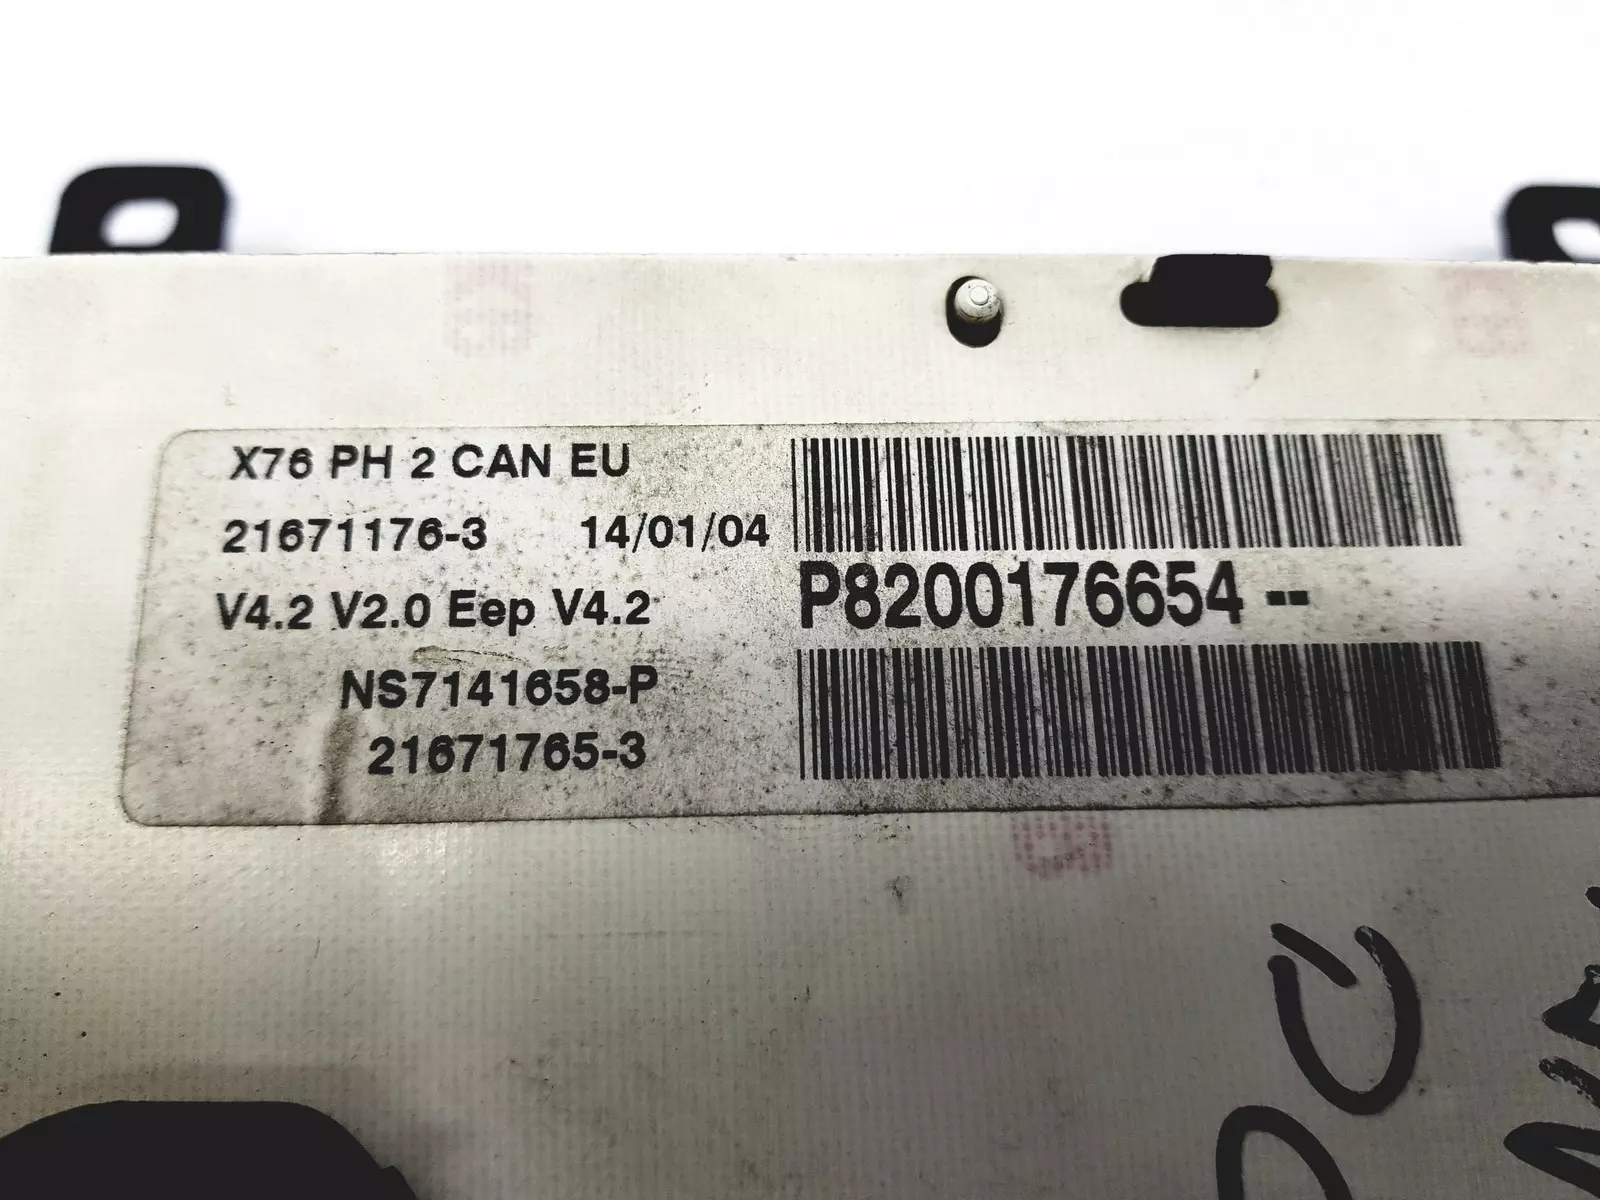 X76 PH 2 CAN EU
21671176-3 14/01/04
V4.2 V2.0 Eep V4.2
P8200176654 --
NS7141658-P
21671765-3